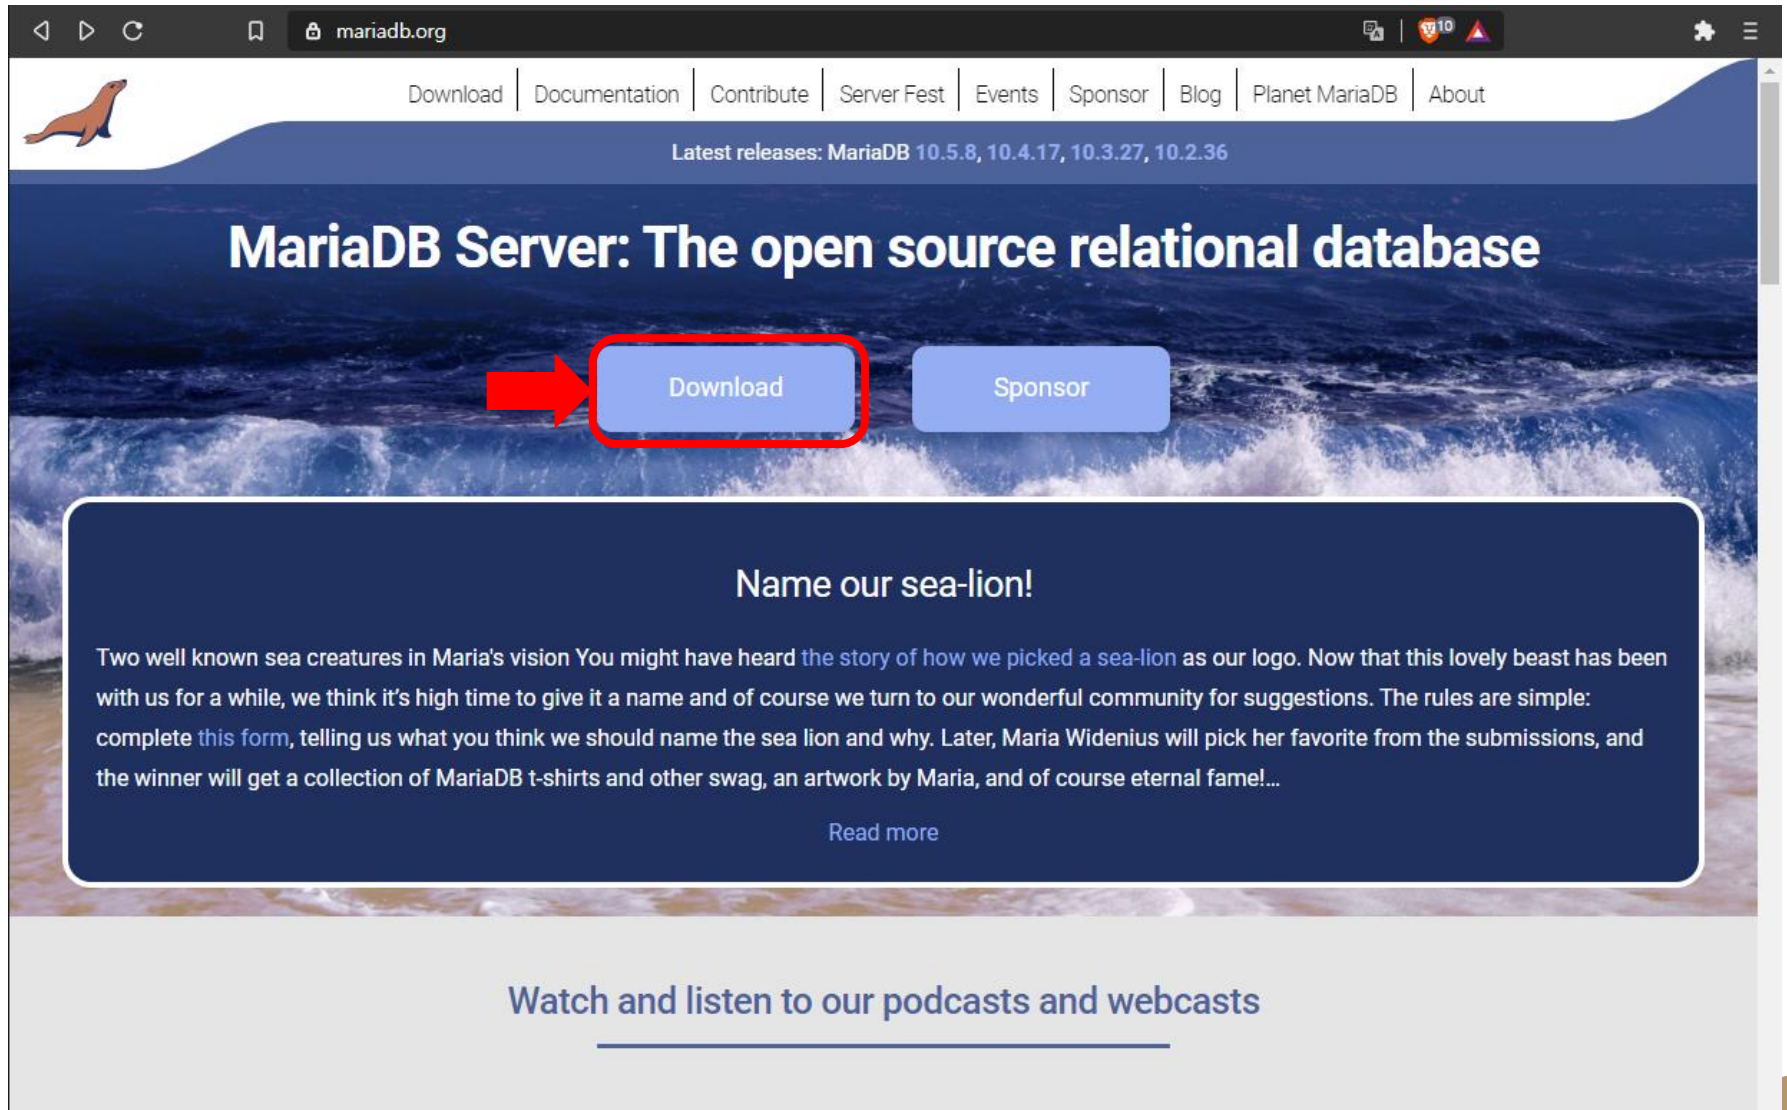 mariadb.org
10
Download
Documentation
Contribute
Server Fest
Events
Sponsor
Blog
Planet MariaDB
About
Latest releases: MariaDB 10.5.8, 10.4.17, 10.3.27, 10.2.36
MariaDB Server: The open source relational database
Download
Sponsor
Name our sea-lion!
Two well known sea creatures in Maria's vision You might have heard the story of how we picked a sea-lion as our logo. Now that this lovely beast has been
with us for a while, we think it’s high time to give it a name and of course we turn to our wonderful community for suggestions. The rules are simple:
complete this form, telling us what you think we should name the sea lion and why. Later, Maria Widenius will pick her favorite from the submissions, and
the winner will get a collection of MariaDB t-shirts and other swag, an artwork by Maria, and of course eternal fame!…
Read more
Watch and listen to our podcasts and webcasts